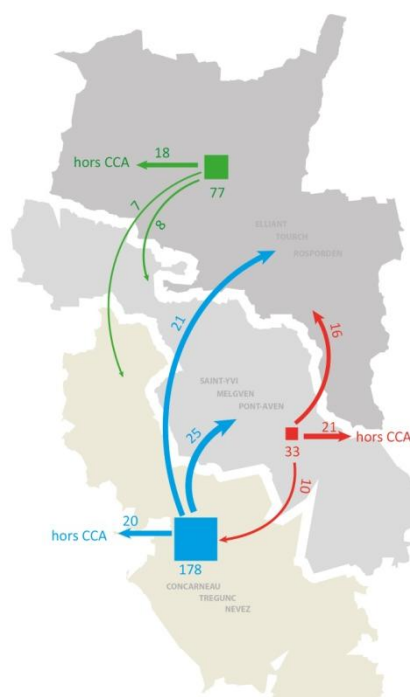 18
hors CCA
77
7
8
ELLIANT
TOURCH
ROSPORDEN
21
16
SAINT-YVI
MELGVEN
PONT-AVEN
25
21
hors CCA
33
10
20
hors CCA
178
CONCARNEAU
TREGUNC
NEVEZ